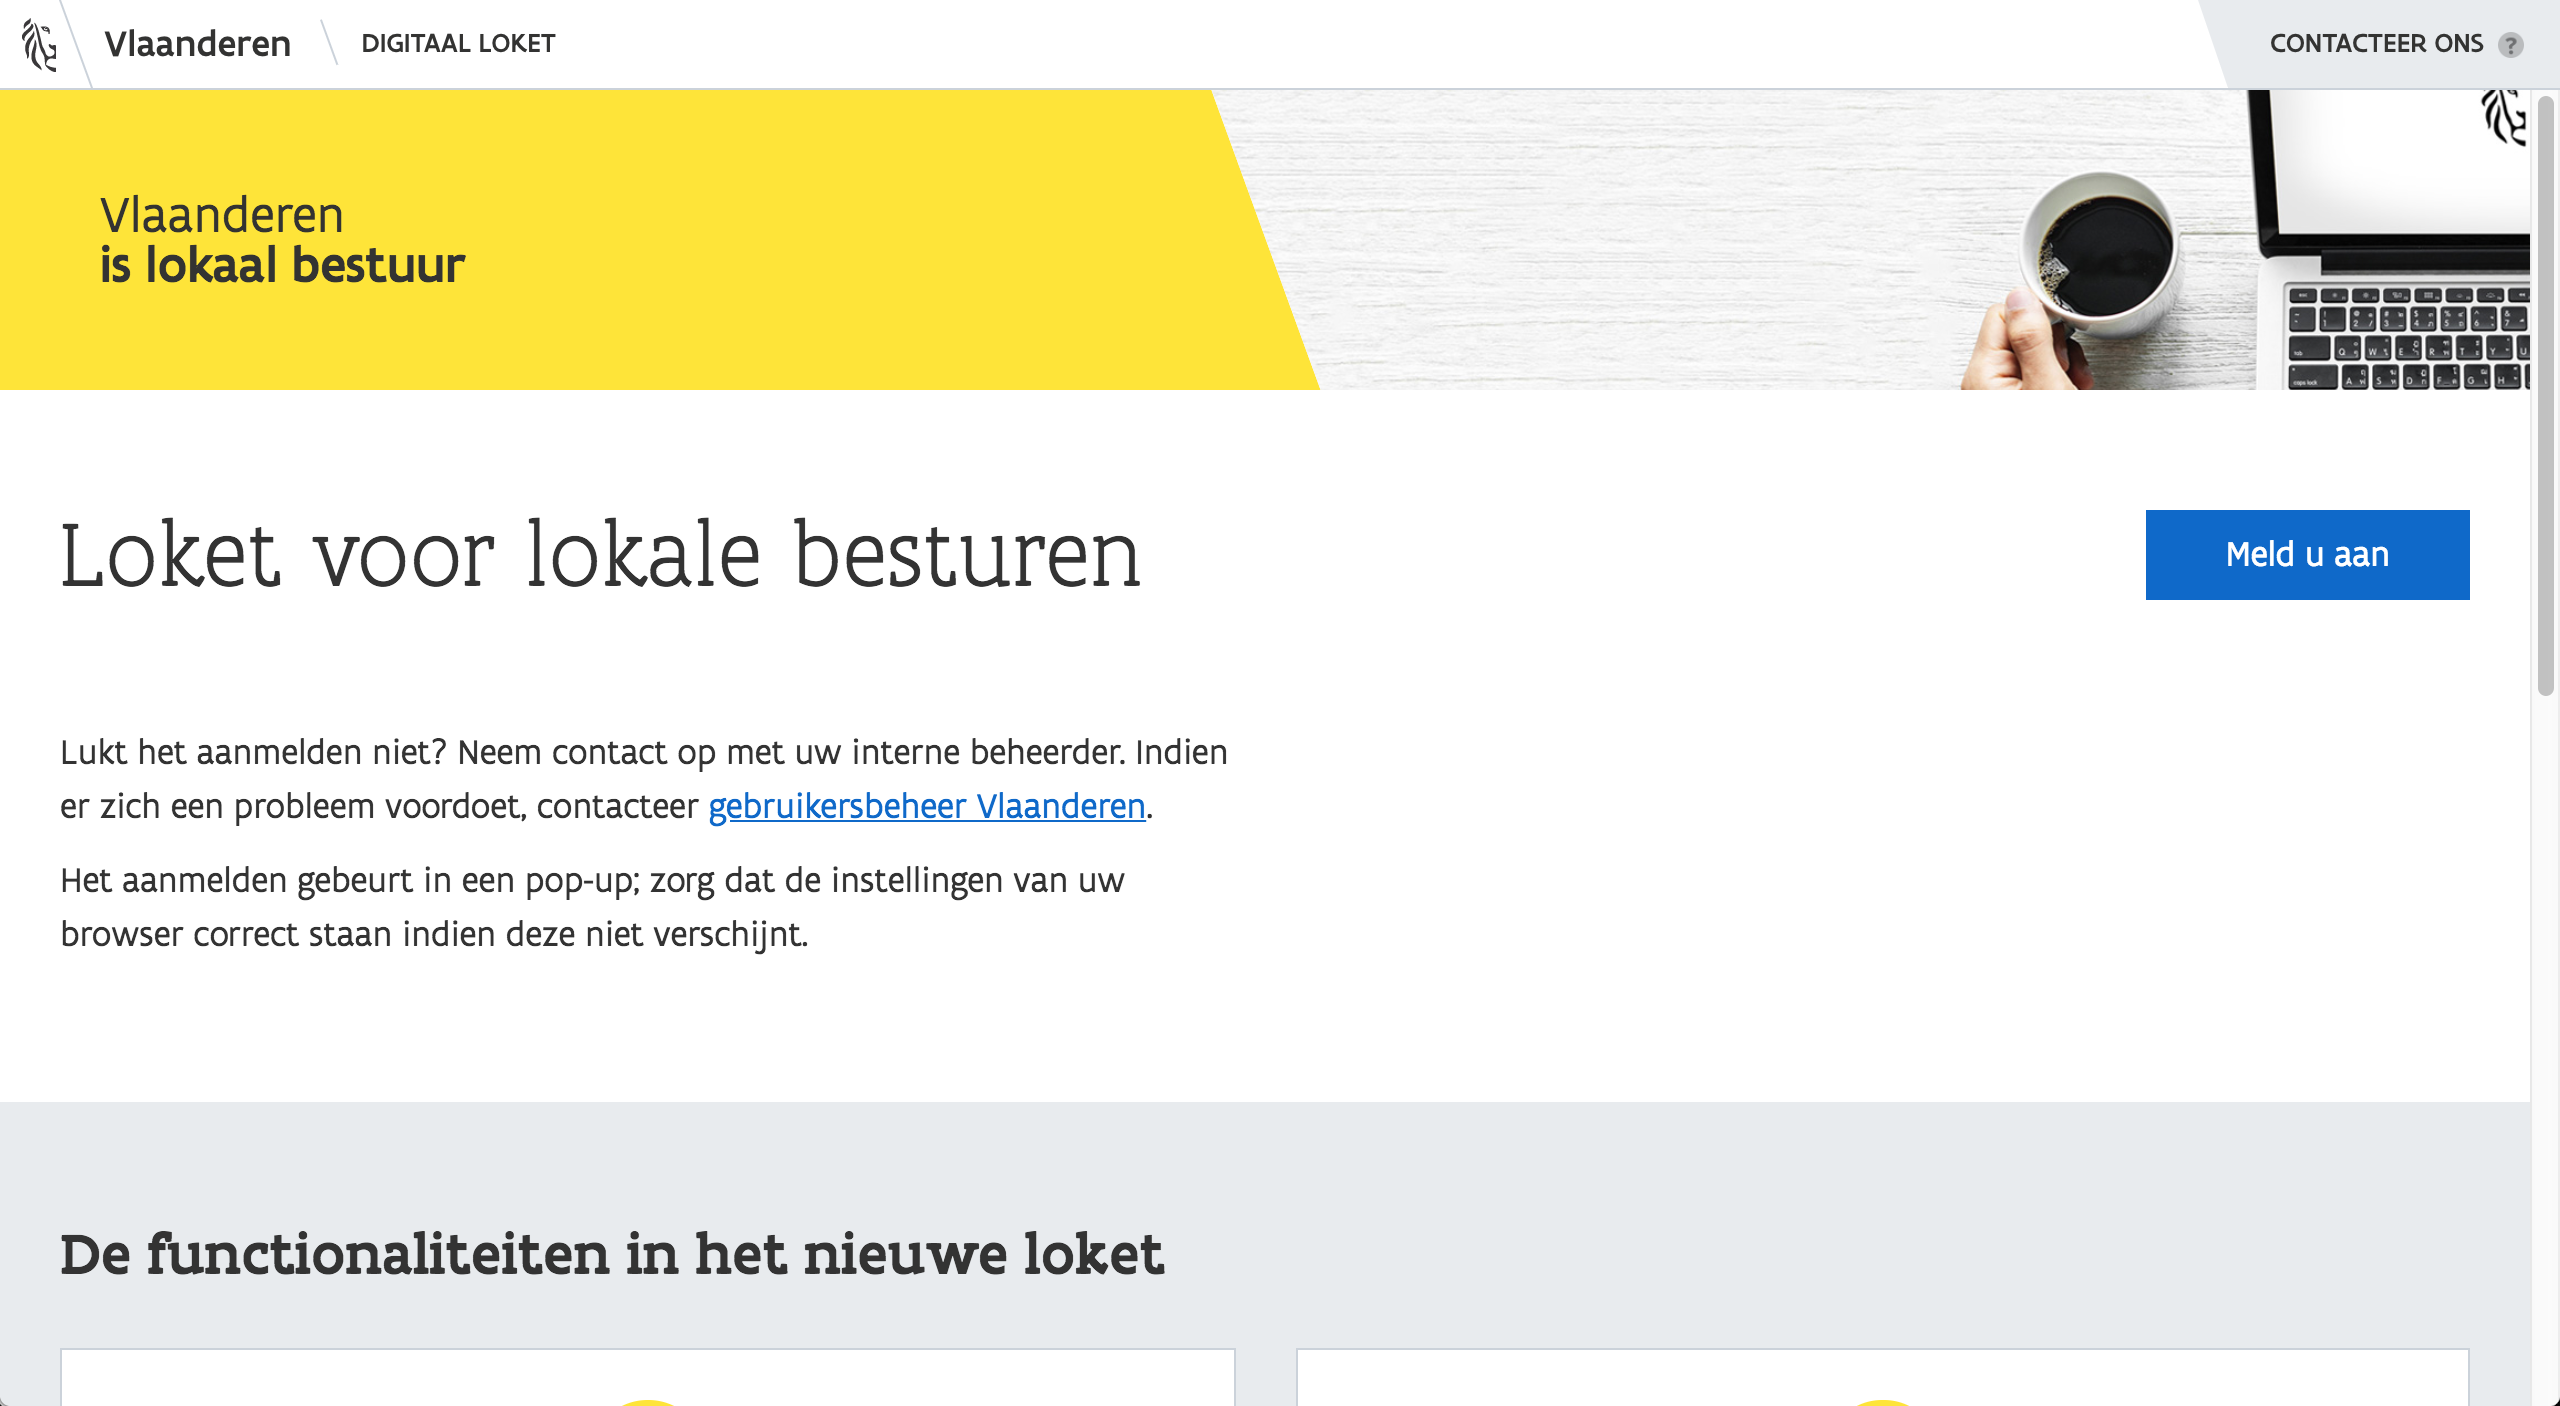 Vlaanderen
DIGITAAL LOKET
CONTACTEER ONS ?
Vlaanderen
is lokaal bestuur
Loket voor lokale besturen
Meld u aan
Lukt het aanmelden niet? Neem contact op met uw interne beheerder. Indien
er zich een probleem voordoet, contacteer gebruikersbeheer Vlaanderen.
Het aanmelden gebeurt in een pop-up; zorg dat de instellingen van uw
browser correct staan indien deze niet verschijnt.
De functionaliteiten in het nieuwe loket